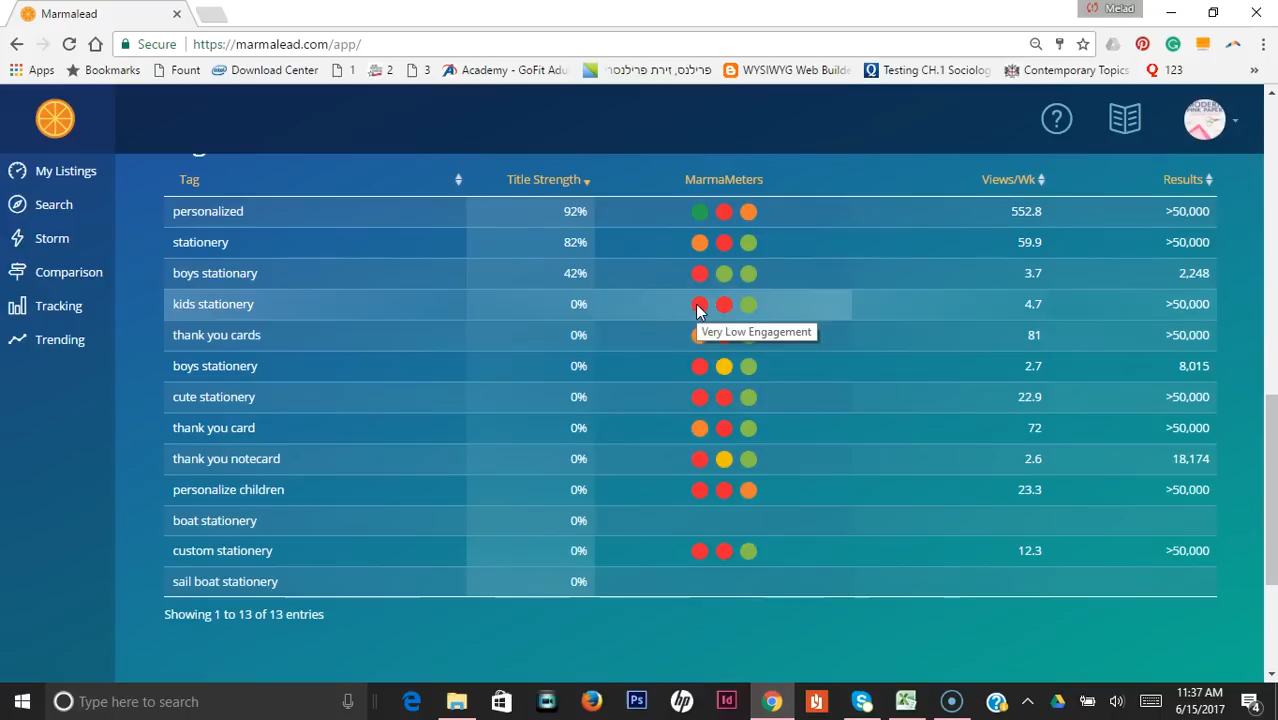 Marmalead
Melad
Secure https://marmalead.com/app/
Apps Bookmarks Fount Download Center 1 2 3 Academy - GoFit Adu פרילנס, זירת פרילנסרי WYSIWYG Web Builde Testing CH.1 Sociolog Contemporary Topics 123 »
My Listings
Search
Storm
Comparison
Tracking
Trending
Tag Title Strength MarmaMeters Views/Wk Results
personalized 92% 552.8 >50,000
stationery 82% 59.9 >50,000
boys stationary 42% 3.7 2,248
kids stationery 0% 4.7 >50,000
Very Low Engagement
thank you cards 0% 81 >50,000
boys stationery 0% 2.7 8,015
cute stationery 0% 22.9 >50,000
thank you card 0% 72 >50,000
thank you notecard 0% 2.6 18,174
personalize children 0% 23.3 >50,000
boat stationery 0%
custom stationery 0% 12.3 >50,000
sail boat stationery 0%
Showing 1 to 13 of 13 entries
Type here to search
11:37 AM
6/15/2017
4